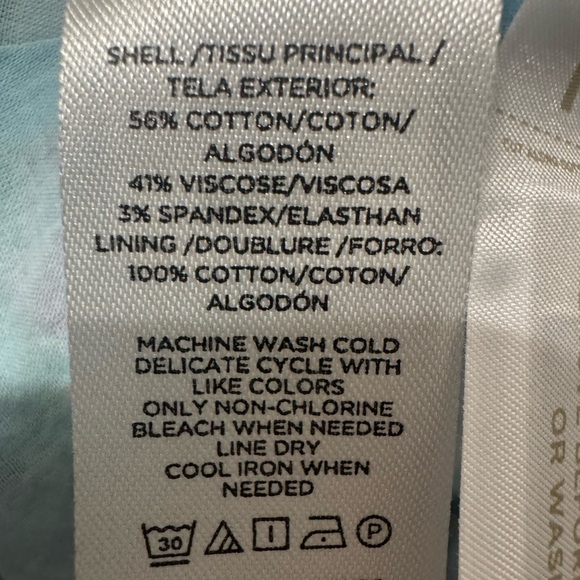 SHELL /TISSU PRINCIPAL /
TELA EXTERIOR:
56% COTTON/COTON/
ALGODÓN
41% VISCOSE/VISCOSA
3% SPANDEX/ELASTHAN
LINING /DOUBLURE /FORRO:
100% COTTON/COTON/
ALGODÓN
MACHINE WASH COLD
DELICATE CYCLE WITH
LIKE COLORS
ONLY NON-CHLORINE
BLEACH WHEN NEEDED
LINE DRY
COOL IRON WHEN
NEEDED
30 P
OR WAS